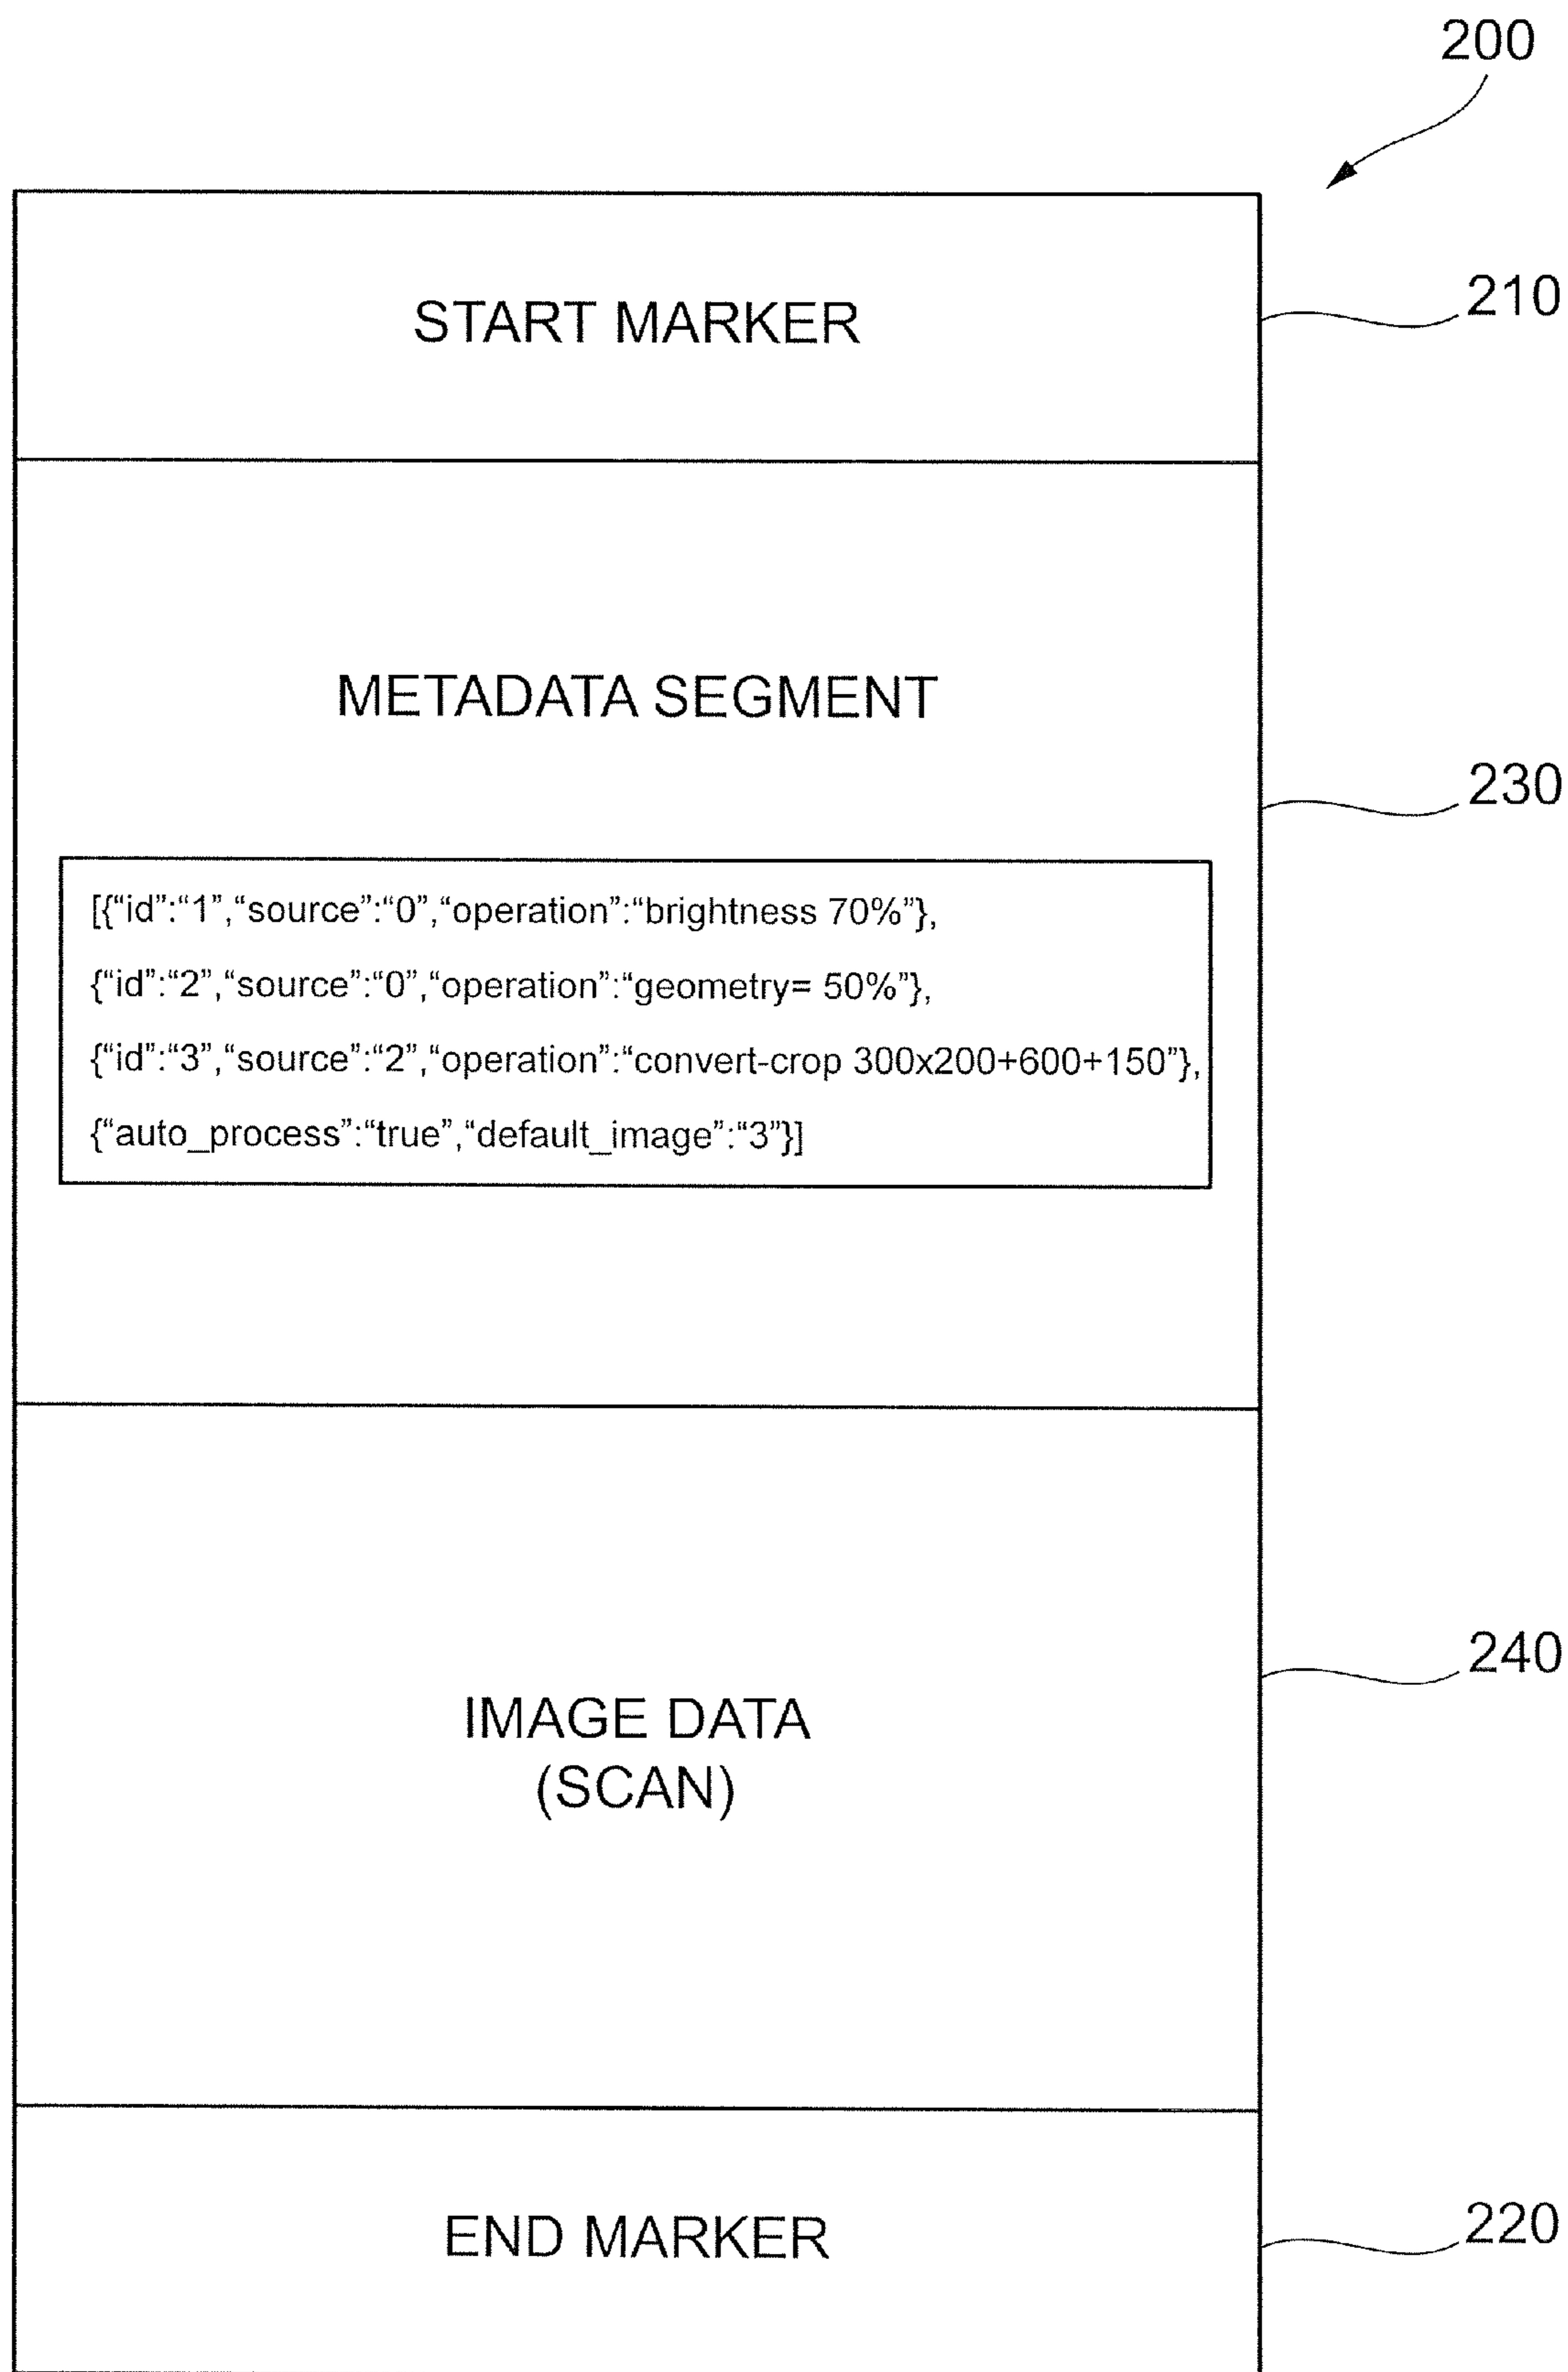 200
START MARKER
210
METADATA SEGMENT
230
[{“id”:“1”,“source”:“0”,“operation”:“brightness 70%”},
{“id”:“2”,“source”:“0”,“operation”:“geometry= 50%”},
{“id”:“3”,“source”:“2”,“operation”:“convert-crop 300x200+600+150”},
{“auto_process”:“true”,“default_image”:“3”}]
240
IMAGE DATA
(SCAN)
END MARKER
220